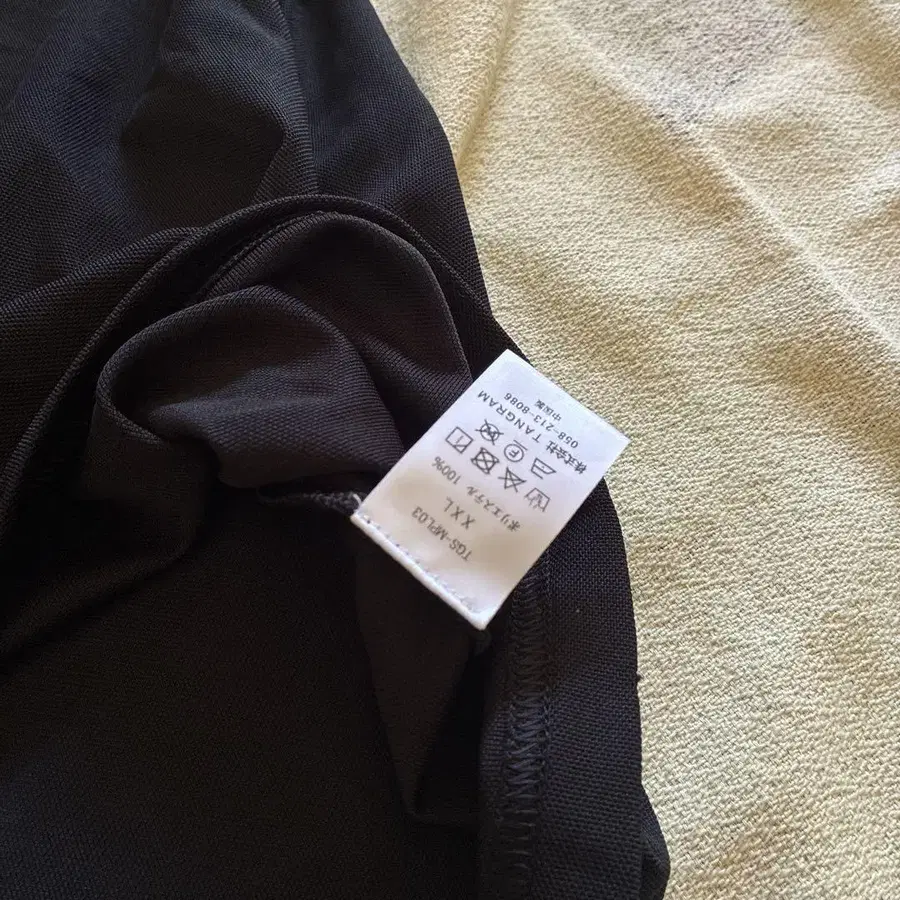 TGS-MPL03
XXL
ポリエステル 100%
株式会社 TANGRAM
058-213-8086
中国製